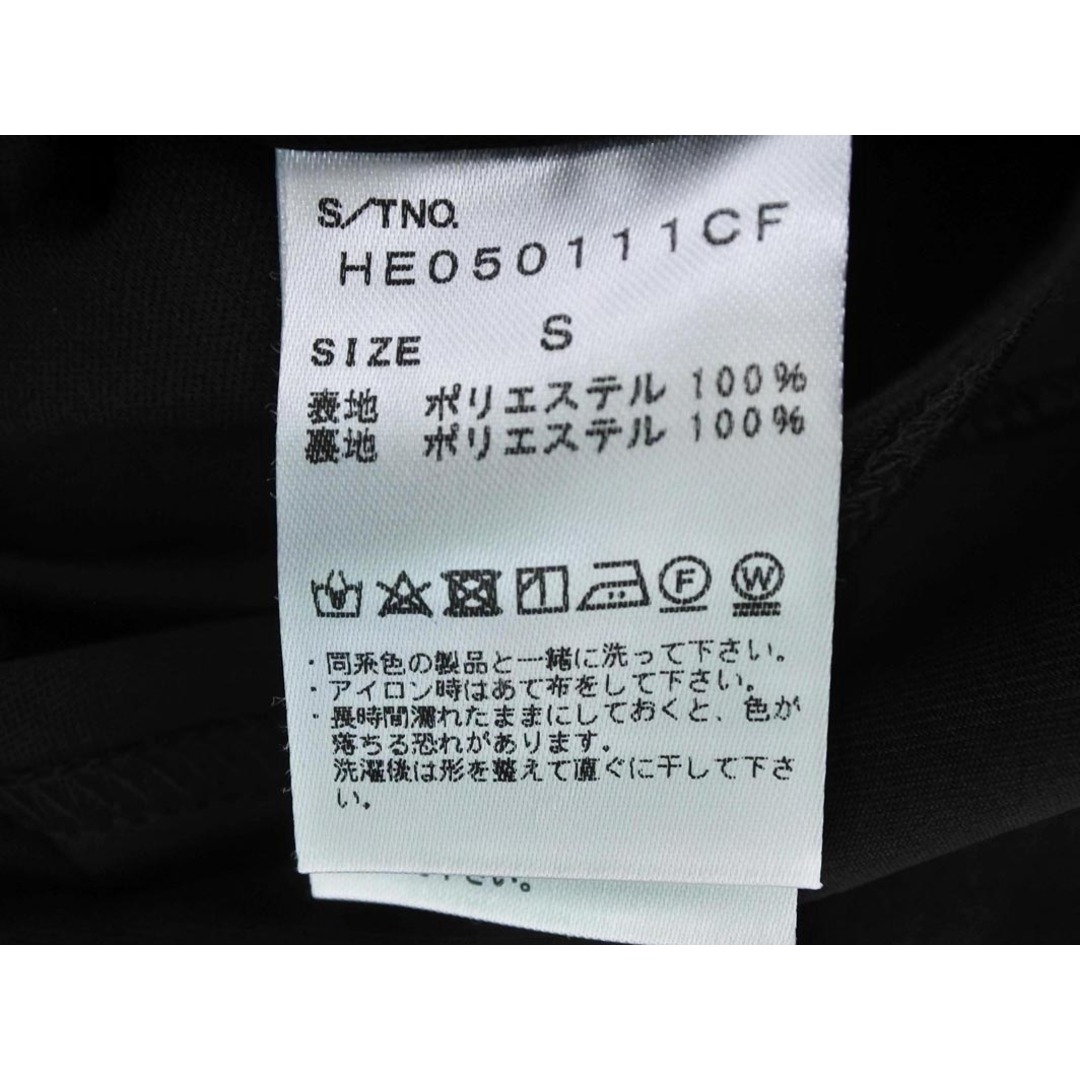 S/TNO.
HE050111CF
SIZE S
表地 ポリエステル 100%
裏地 ポリエステル 100%
F W
・同系色の製品と一緒に洗って下さい。
・アイロン時はあて布をして下さい。
・長時間濡れたままにしておくと、色が
落ちる恐れがあります。
洗濯後は形を整えて直ぐに干して下さ
い。
さい。